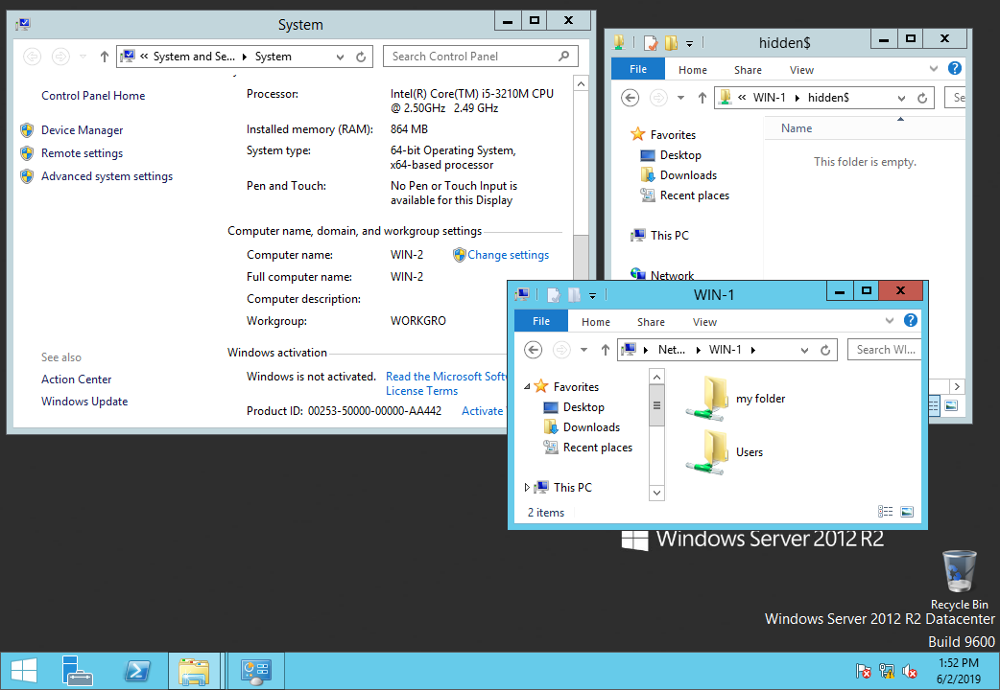 System
« System and Se... System
Search Control Panel
Control Panel Home
Device Manager
Remote settings
Advanced system settings
Processor: Intel(R) Core(TM) i5-3210M CPU
@ 2.50GHz 2.49 GHz
Installed memory (RAM): 864 MB
System type: 64-bit Operating System,
x64-based processor
Pen and Touch: No Pen or Touch Input is
available for this Display
Computer name, domain, and workgroup settings
Computer name: WIN-2 Change settings
Full computer name: WIN-2
Computer description:
Workgroup: WORKGRO
Windows activation
Windows is not activated. Read the Microsoft Soft
License Terms
Product ID: 00253-50000-00000-AA442 Activate
See also
Action Center
Windows Update
hidden$
File Home Share View
« WIN-1 hidden$
Se
Favorites
Desktop
Downloads
Recent places
This PC
Network
Name
This folder is empty.
WIN-1
File Home Share View
Net... WIN-1
Search WI...
Favorites
Desktop
Downloads
Recent places
This PC
my folder
Users
2 items
Windows Server 2012 R2
Recycle Bin
Windows Server 2012 R2 Datacenter
Build 9600
1:52 PM
6/2/2019